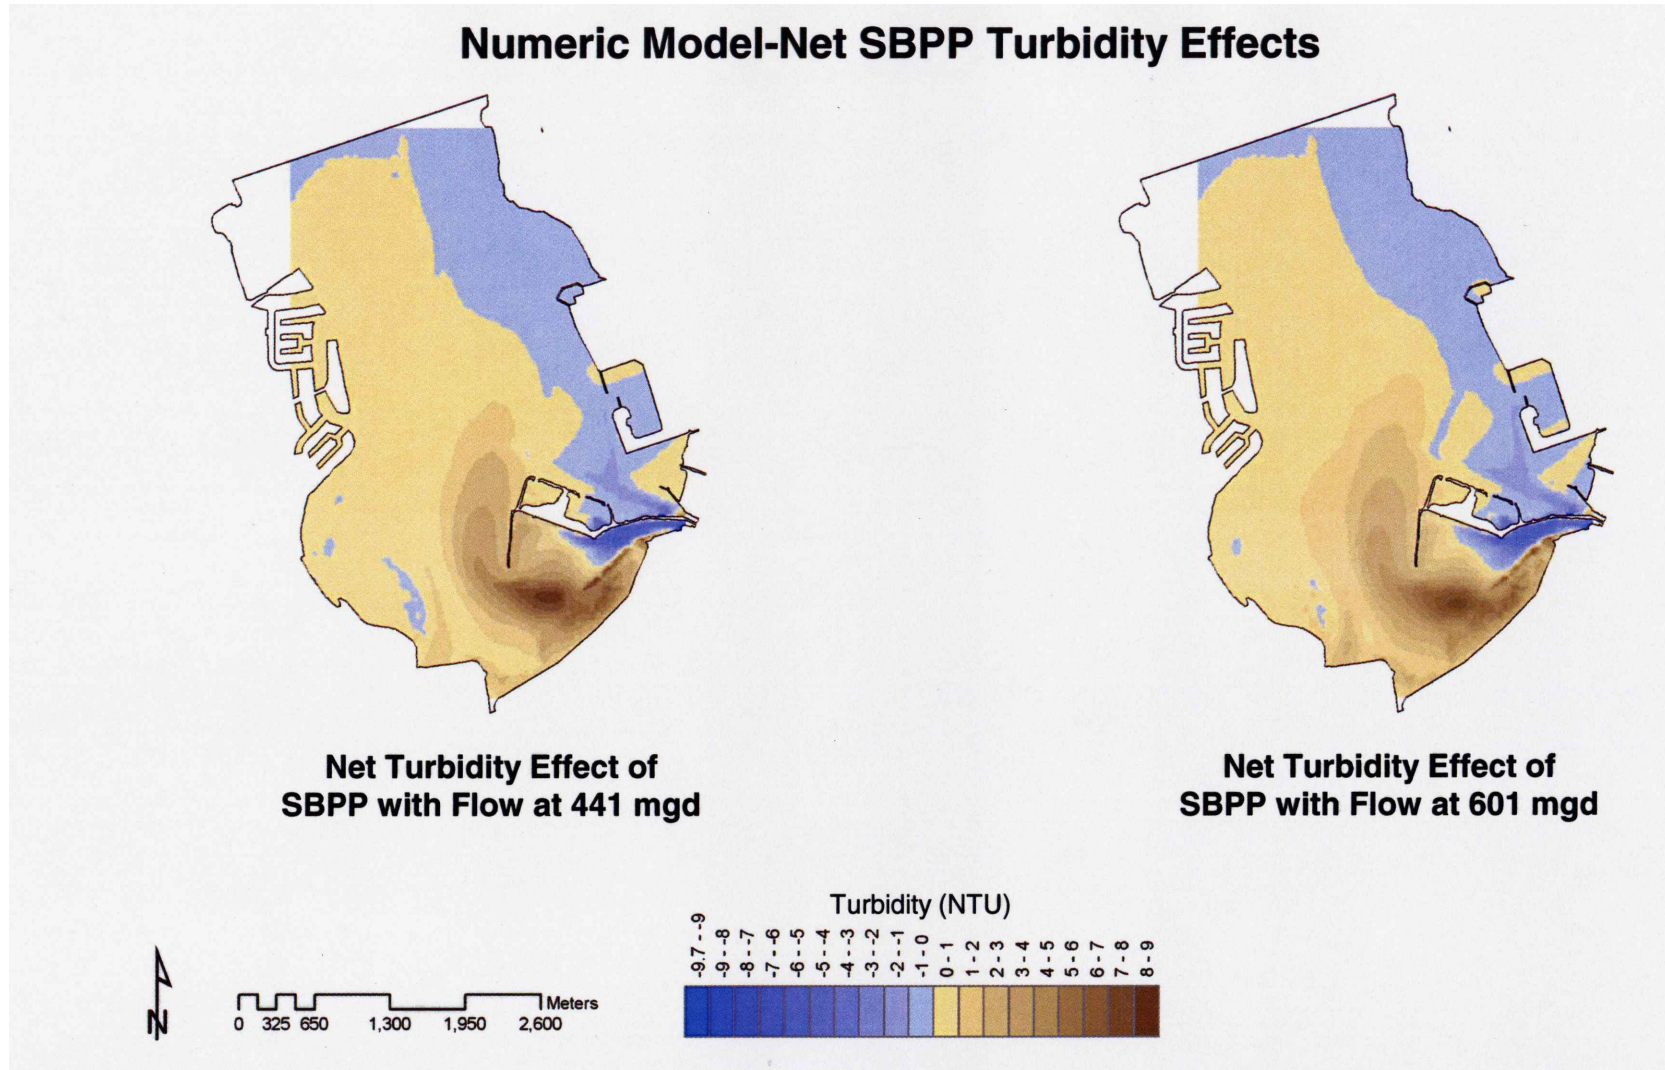 Numeric Model-Net SBPP Turbidity Effects
Net Turbidity Effect of
SBPP with Flow at 441 mgd
Net Turbidity Effect of
SBPP with Flow at 601 mgd
Turbidity (NTU)
-9.7 - -9
-9 - -8
-8 - -7
-7 - -6
-6 - -5
-5 - -4
-4 - -3
-3 - -2
-2 - -1
-1 - 0
0 - 1
1 - 2
2 - 3
3 - 4
4 - 5
5 - 6
6 - 7
7 - 8
8 - 9
N
Meters
0 325 650 1,300 1,950 2,600